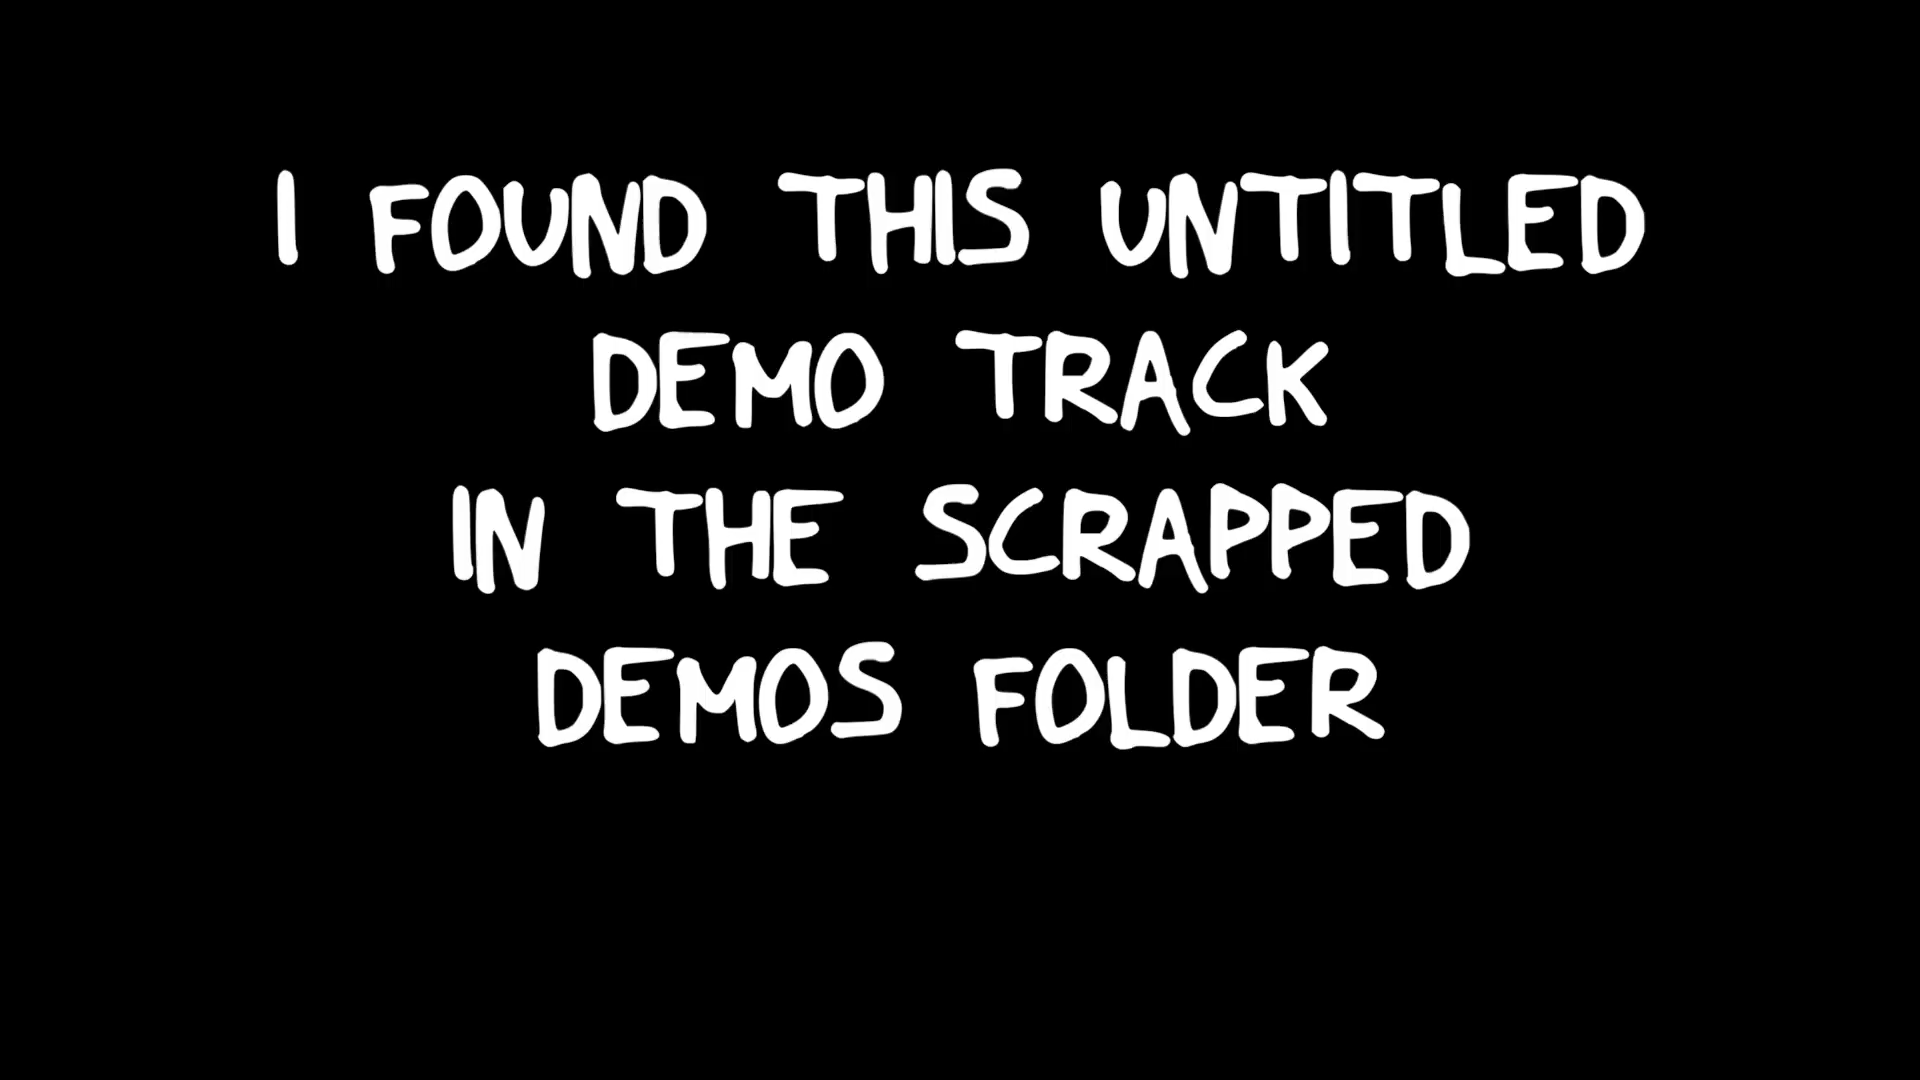 I FOUND THIS UNTITLED
DEMO TRACK
IN THE SCRAPPED
DEMOS FOLDER